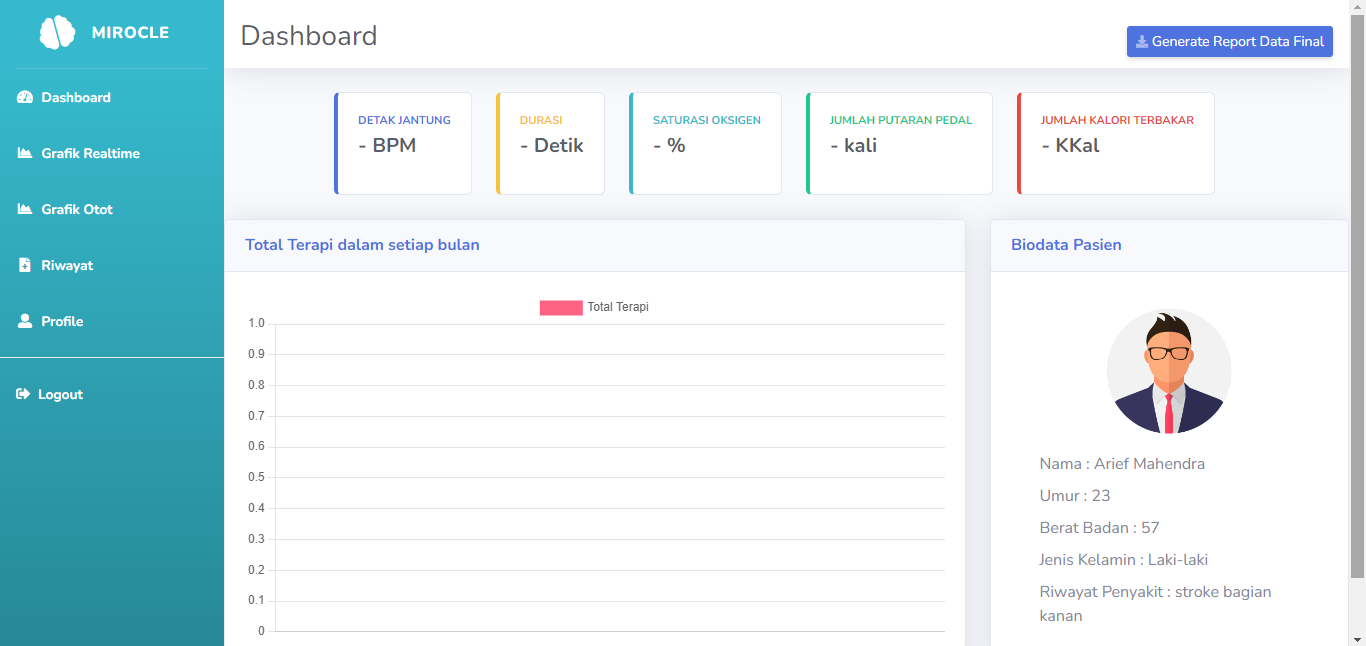 MIROCLE
Dashboard
Grafik Realtime
Grafik Otot
Riwayat
Profile
Logout
Dashboard
Generate Report Data Final
DETAK JANTUNG
- BPM
DURASI
- Detik
SATURASI OKSIGEN
- %
JUMLAH PUTARAN PEDAL
- kali
JUMLAH KALORI TERBAKAR
- KKal
Total Terapi dalam setiap bulan
Total Terapi
1.0
0.9
0.8
0.7
0.6
0.5
0.4
0.3
0.2
0.1
0
Biodata Pasien
Nama : Arief Mahendra
Umur : 23
Berat Badan : 57
Jenis Kelamin : Laki-laki
Riwayat Penyakit : stroke bagian
kanan